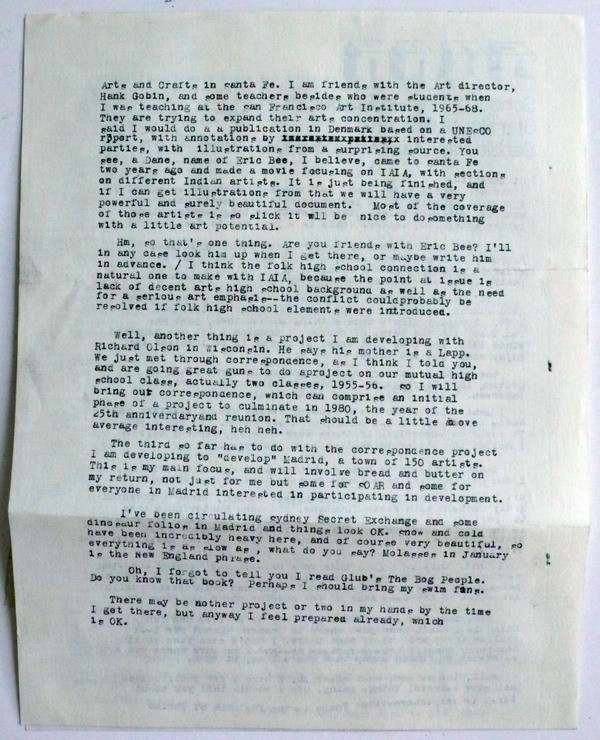 Arts and Crafts in santa Fe. I am friends with the Art director,
Hank Gobin, and some teachers besides who were students when
I was teaching at the san Francisco Art Institute, 1965-68.
They are trying to expand their arts concentration. I
said I would do a a publication in Denmark based on a UNESCO
report, with annotations by interested
parties, with illustrations from a surprising source. You
see, a Dane, name of Eric Bee, I believe, came to santa Fe
two years ago and made a movie focusing on IAIA, with sections
on different Indian artists. It is just being finished, and
if I can get illustrations from that we will have a very
powerful and surely beautiful document. Most of the coverage
of those artists is so slick it wll be nice to dosomething
with a little art potential.
Hm, so that's one thing. Are you friends with Eric Bee? I'll
in any case look him up when I get there, or maybe write him
in advance. / I think the folk high school connection is a
natural one to make with IAIA, because the point at issue is
lack of decent arts high school background as well as the need
for a serious art emphasis--the conflict couldprobably be
resolved if folk high school elements were introduced.
Well, another thing is a project I am developing with
Richard Olson in Wisconsin. He says his mother is a Lapp.
We just met through correspondence, as I think I told you,
and are going great guns to do aproject on our mutual high
school class, actually two classes, 1955-56. so I will
bring our correspondence, which can comprise an initial
phase of a project to culminate in 1980, the year of the
25th anniverdaryand reunion. That should be a little above
average interesting, heh neh.
The third so far has to do with the correspondence project
I am developing to "develop" Madrid, a town of 150 artists.
This is my main focus, and will involve bread and butter on
my return, not just for me but some for SOAR and some for
everyone in Madrid interested in participating in development.
I've been circulating sydney Secret Exchange and some
dinosaur folios in Madrid and things look OK. snow and cold
have been incredibly heavy here, and of course very beautiful, so
everything is as slow as , what do you say? Molasses in January
is the New England phrase.
Oh, I forgot to tell you I read Glub's The Bog People.
Do you know that book? Perhaps I should bring my swim fins.
There may be nother project or two in my hands by the time
I get there, but anyway I feel prepared already, which
is OK.